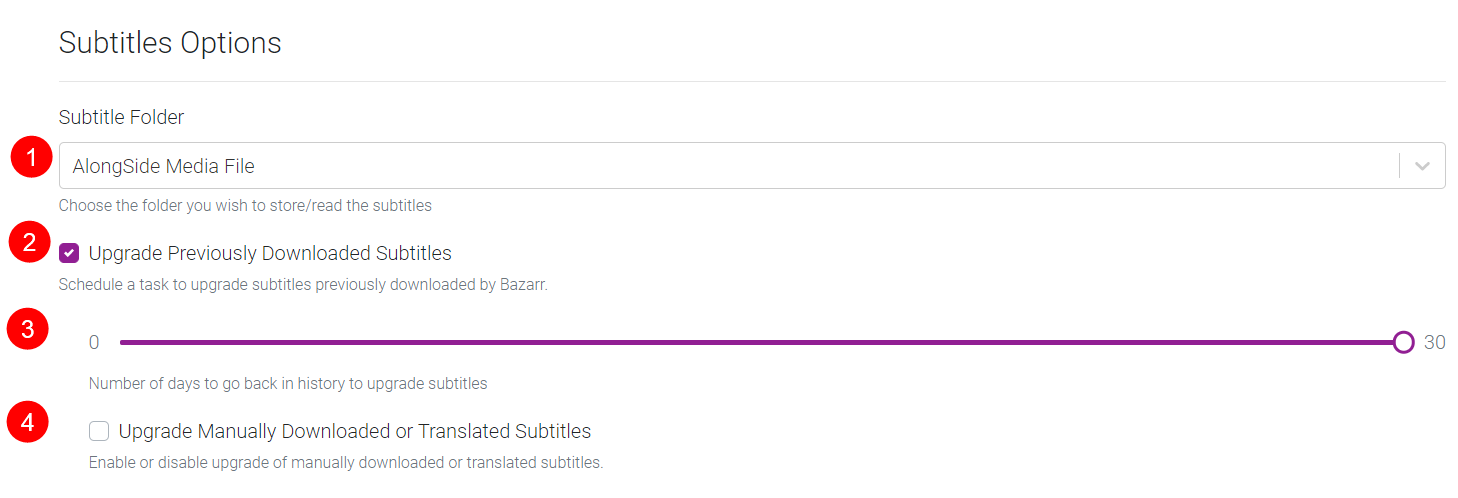 Subtitles Options
Subtitle Folder
1
AlongSide Media File
Choose the folder you wish to store/read the subtitles
2
Upgrade Previously Downloaded Subtitles
Schedule a task to upgrade subtitles previously downloaded by Bazarr.
3
0 30
Number of days to go back in history to upgrade subtitles
4
Upgrade Manually Downloaded or Translated Subtitles
Enable or disable upgrade of manually downloaded or translated subtitles.